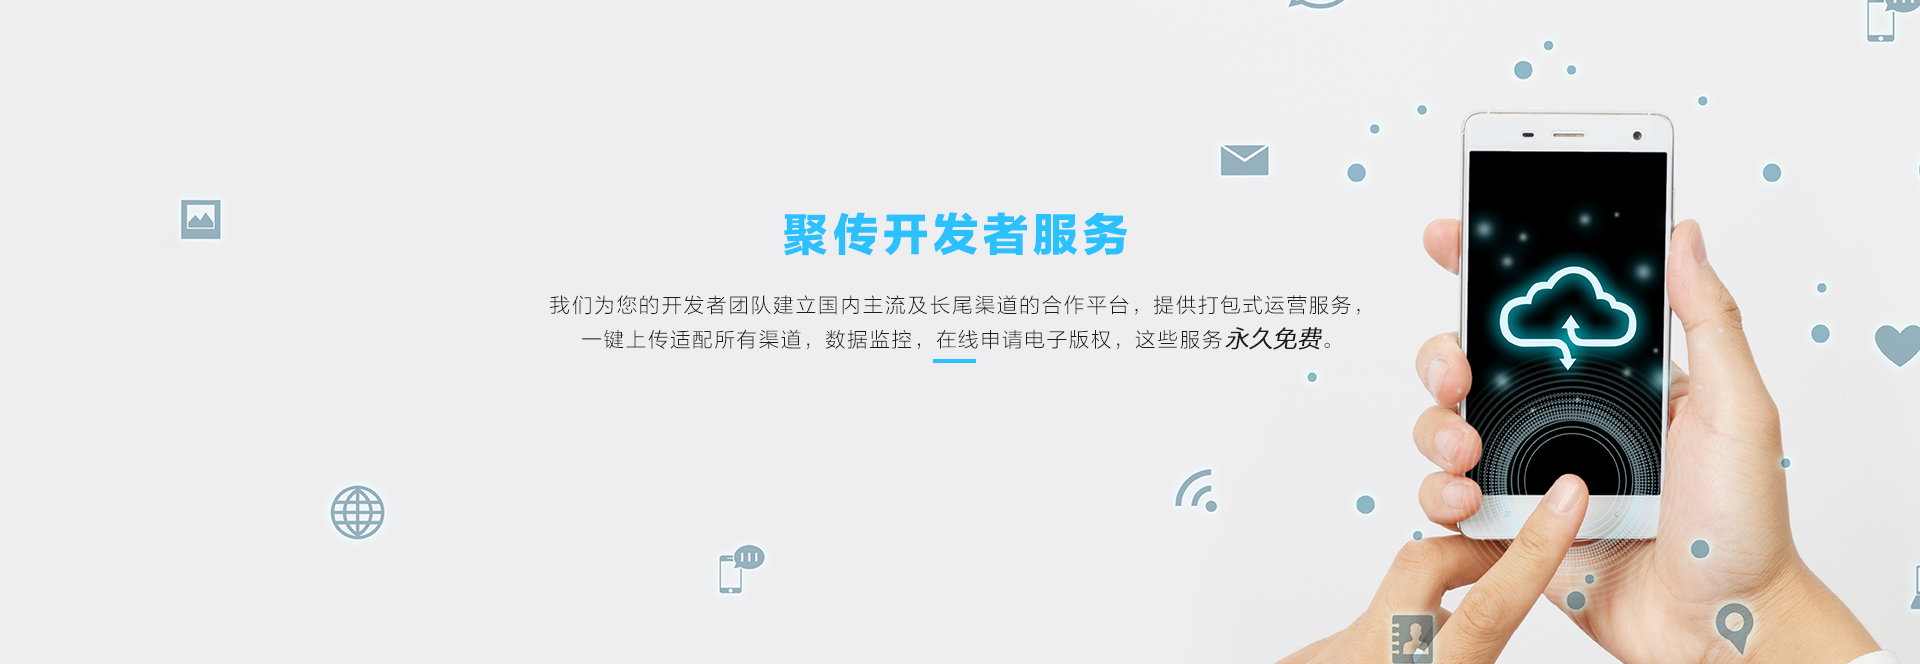 聚传开发者服务
我们为您的开发者团队建立国内主流及长尾渠道的合作平台，提供打包式运营服务，
一键上传适配所有渠道，数据监控，在线申请电子版权，这些服务永久免费。